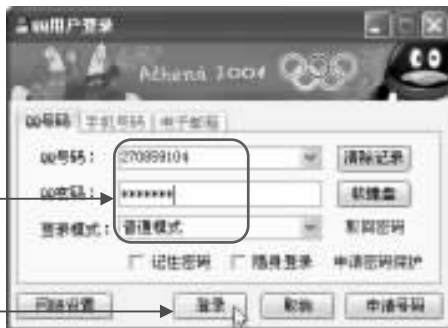 QQ用户登录
Athena 2004
QQ号码 手机号码 电子邮箱
QQ号码： 270859104 清除记录
QQ密码： ******* 软键盘
登录模式： 普通模式 取回密码
记住密码 隐身登录 申请密码保护
网络设置 登录 取消 申请号码